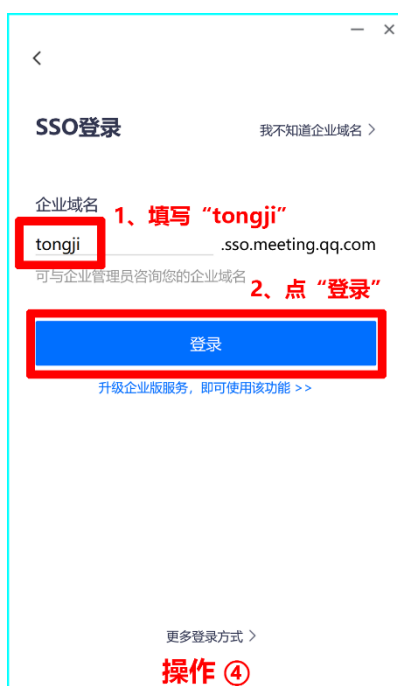 SSO登录
我不知道企业域名 >
企业域名
1、填写“tongji”
tongji .sso.meeting.qq.com
可与企业管理员咨询您的企业域名
2、点“登录”
登录
升级企业版服务，即可使用该功能 >>
更多登录方式 >
操作 ④